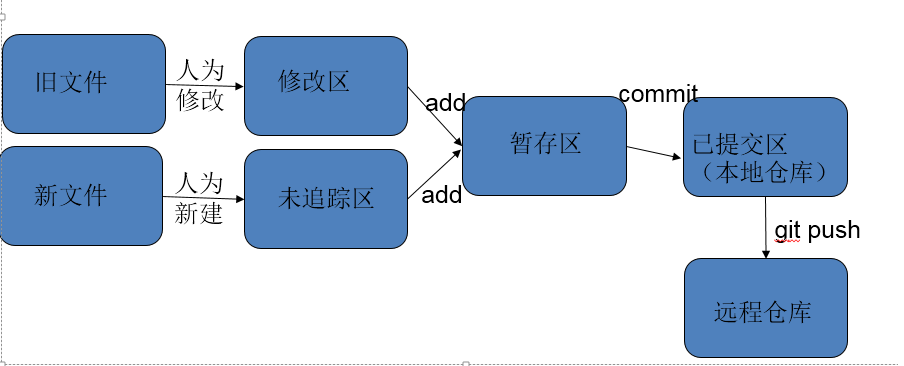 旧文件
人为
修改
修改区
add
commit
暂存区
已提交区
（本地仓库）
新文件
人为
新建
未追踪区
add
git push
远程仓库